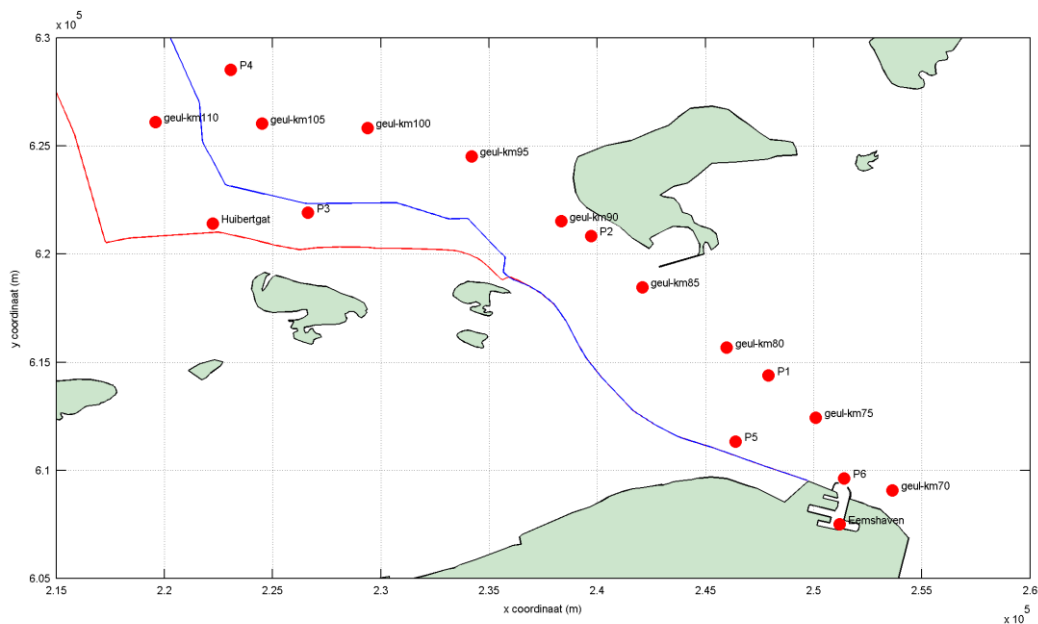 x 10^5
6.3
P4
geul-km110
geul-km105
geul-km100
6.25
geul-km95
geul-km90
Huibertgat
P3
P2
6.2
geul-km85
y coordinaat (m)
geul-km80
6.15
P1
geul-km75
P5
6.1
P6
geul-km70
Eemshaven
6.05
2.15 2.2 2.25 2.3 2.35 2.4 2.45 2.5 2.55 2.6
x coordinaat (m)
x 10^5